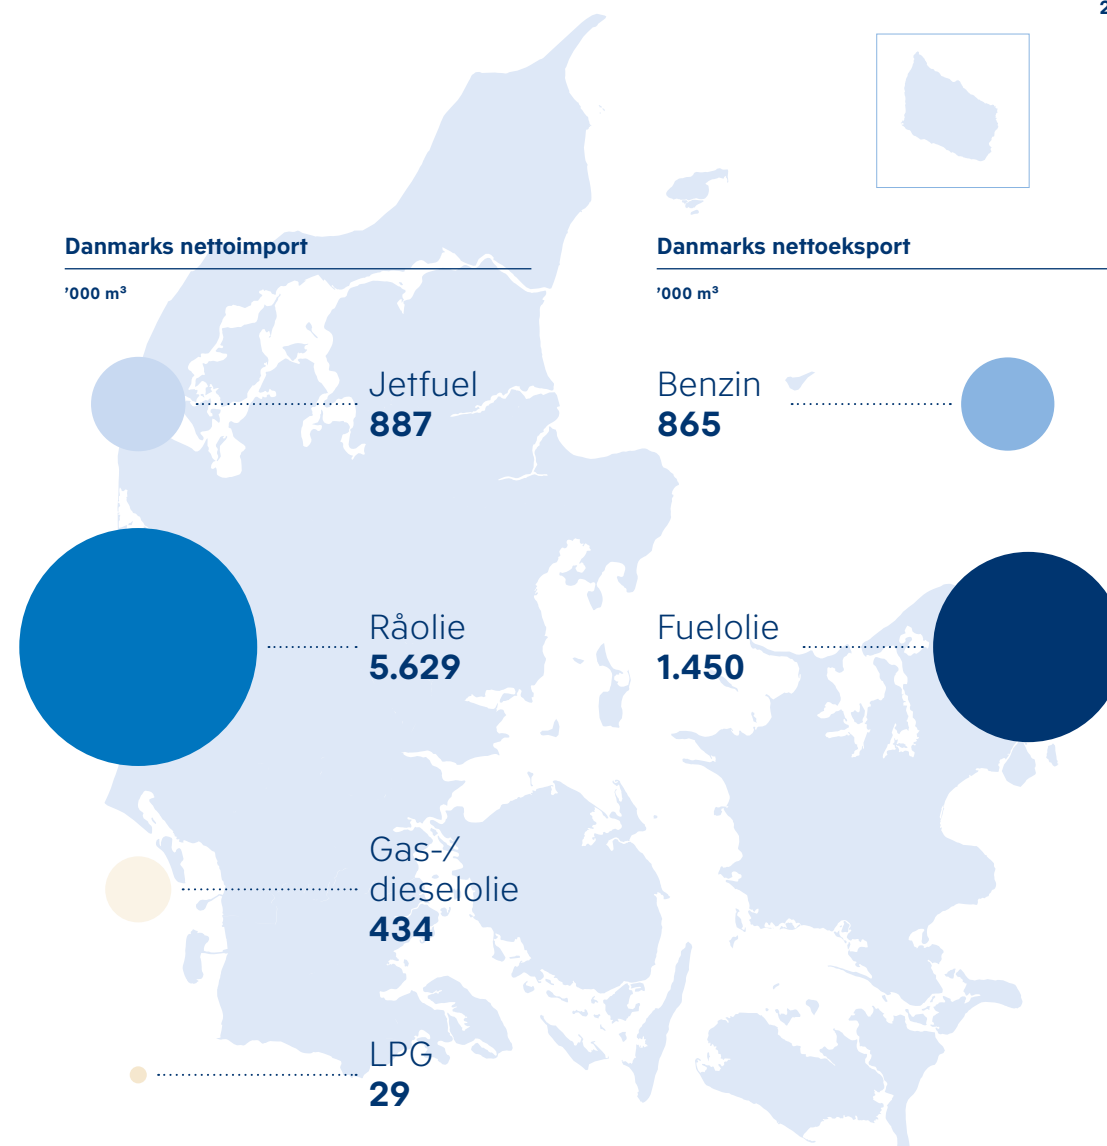 2
Danmarks nettoimport
'000 m³
Jetfuel
887
Råolie
5.629
Gas-/
dieselolie
434
LPG
29
Danmarks nettoeksport
'000 m³
Benzin
865
Fuelolie
1.450